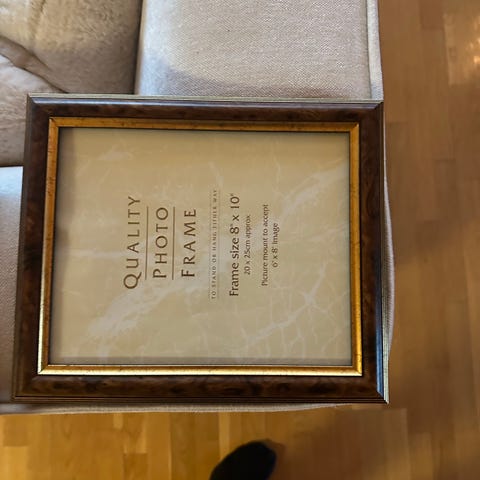 QUALITY
PHOTO
FRAME
TO STAND OR HANG EITHER WAY
Frame size 8" x 10"
20 x 25cm approx
Picture mount to accept
6" x 8" image